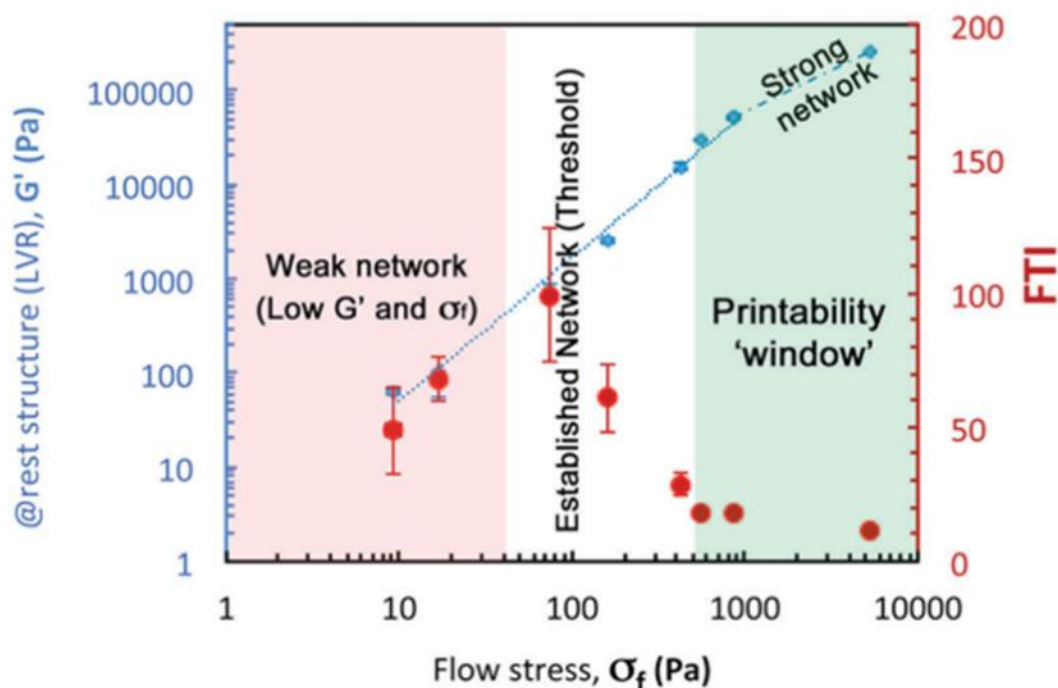 @rest structure (LVR), G' (Pa)
100000
10000
1000
100
10
1
Weak network
(Low G' and σf)
Established Network (Threshold)
Strong
network
Printability
‘window’
200
150
100
50
0
FTI
1
10
100
1000
10000
Flow stress, σf (Pa)